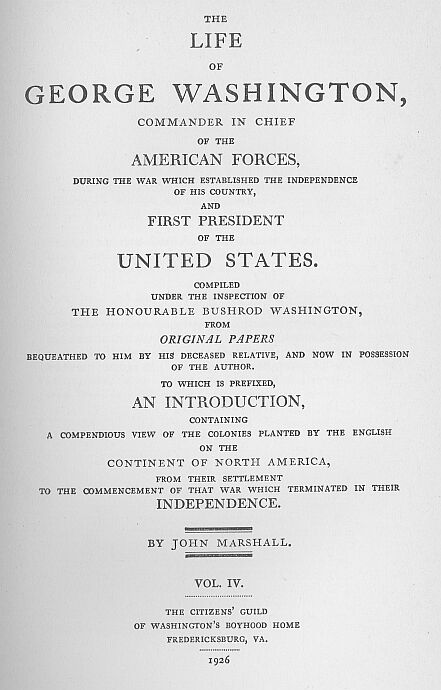 THE
LIFE
OF
GEORGE WASHINGTON,
COMMANDER IN CHIEF
OF THE
AMERICAN FORCES,
DURING THE WAR WHICH ESTABLISHED THE INDEPENDENCE
OF HIS COUNTRY,
AND
FIRST PRESIDENT
OF THE
UNITED STATES.
COMPILED
UNDER THE INSPECTION OF
THE HONOURABLE BUSHROD WASHINGTON,
FROM
ORIGINAL PAPERS
BEQUEATHED TO HIM BY HIS DECEASED RELATIVE, AND NOW IN POSSESSION
OF THE AUTHOR.
TO WHICH IS PREFIXED,
AN INTRODUCTION,
CONTAINING
A COMPENDIOUS VIEW OF THE COLONIES PLANTED BY THE ENGLISH
ON THE
CONTINENT OF NORTH AMERICA,
FROM THEIR SETTLEMENT
TO THE COMMENCEMENT OF THAT WAR WHICH TERMINATED IN THEIR
INDEPENDENCE.
BY JOHN MARSHALL.
VOL. IV.
THE CITIZENS' GUILD
OF WASHINGTON'S BOYHOOD HOME
FREDERICKSBURG, VA.
1926